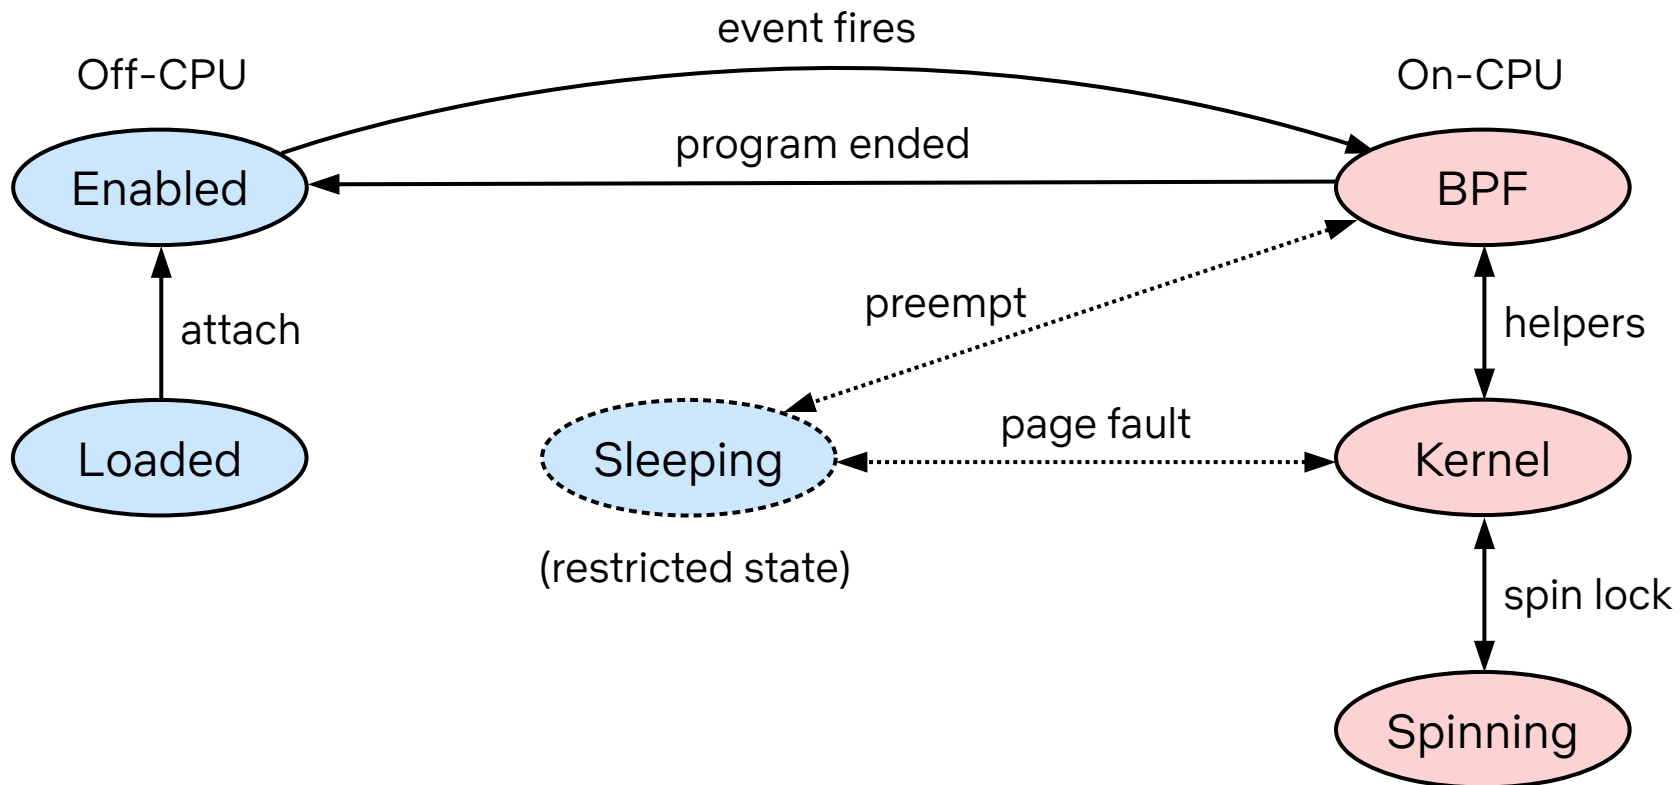 event fires
Off-CPU
On-CPU
program ended
Enabled
BPF
preempt
attach
helpers
page fault
Loaded
Sleeping
Kernel
(restricted state)
spin lock
Spinning